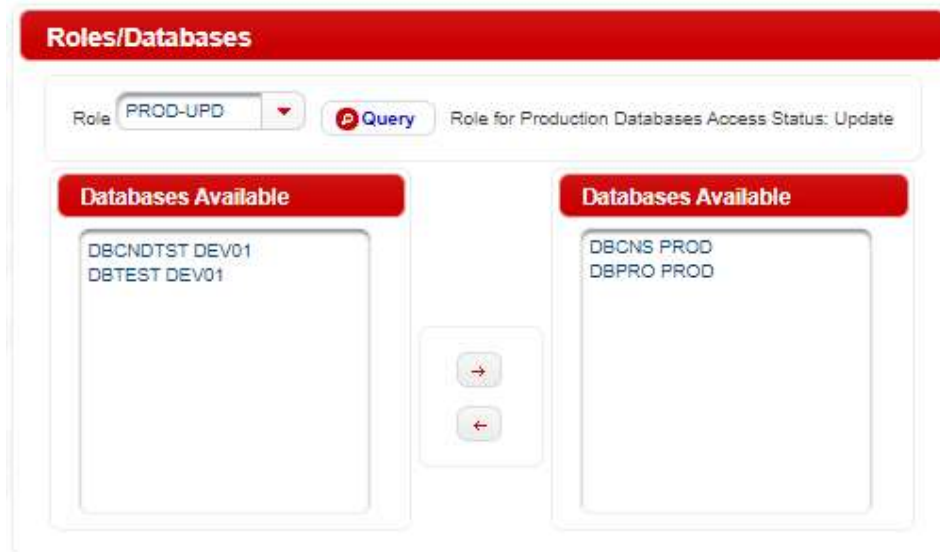 Roles/Databases
Role PROD-UPD Query Role for Production Databases Access Status: Update
Databases Available
DBCNDTST DEV01
DBTEST DEV01
Databases Available
DBCNS PROD
DBPRO PROD